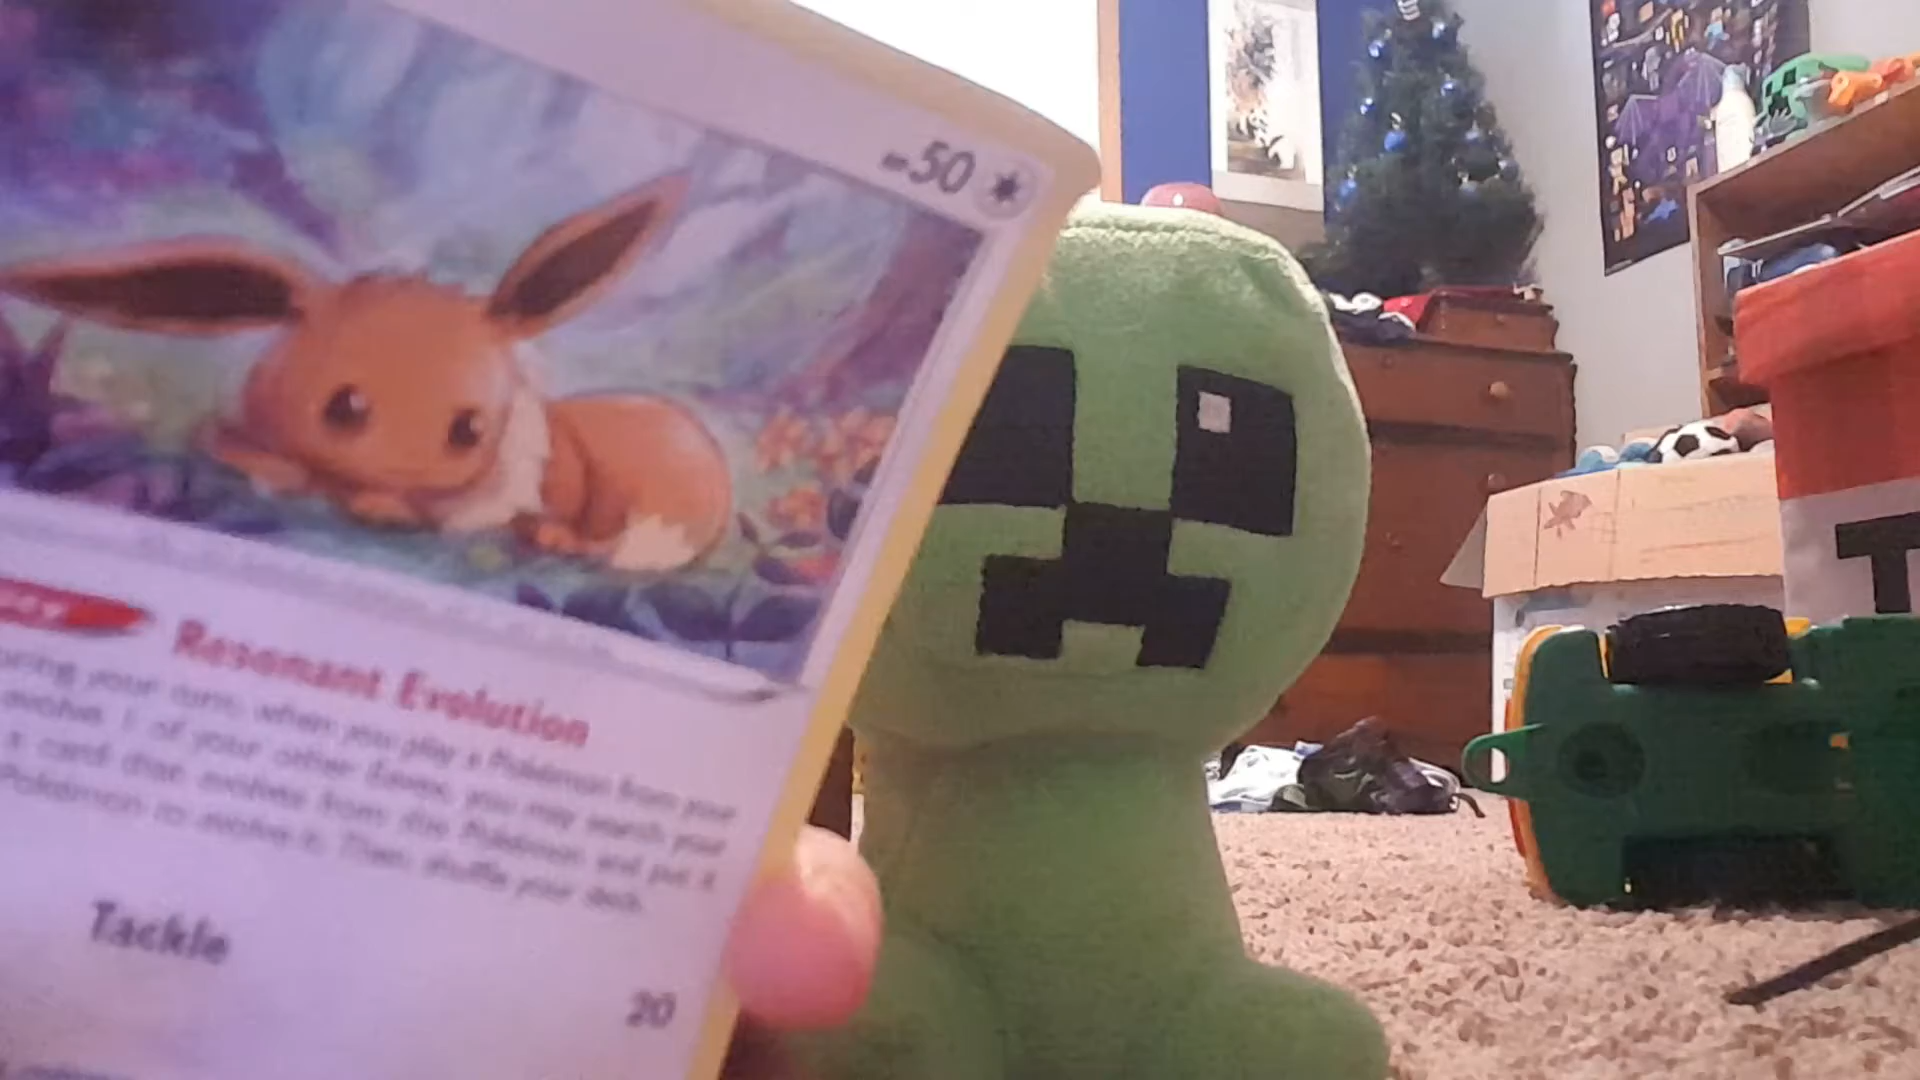 HP 50
Resonant Evolution
during your turn, when you play a Pokémon from your
evolve 1 of your other Eevee, you may search your
a card that evolves from this Pokémon and put it
Pokémon to evolve it. Then, shuffle your deck.
Tackle
20
T